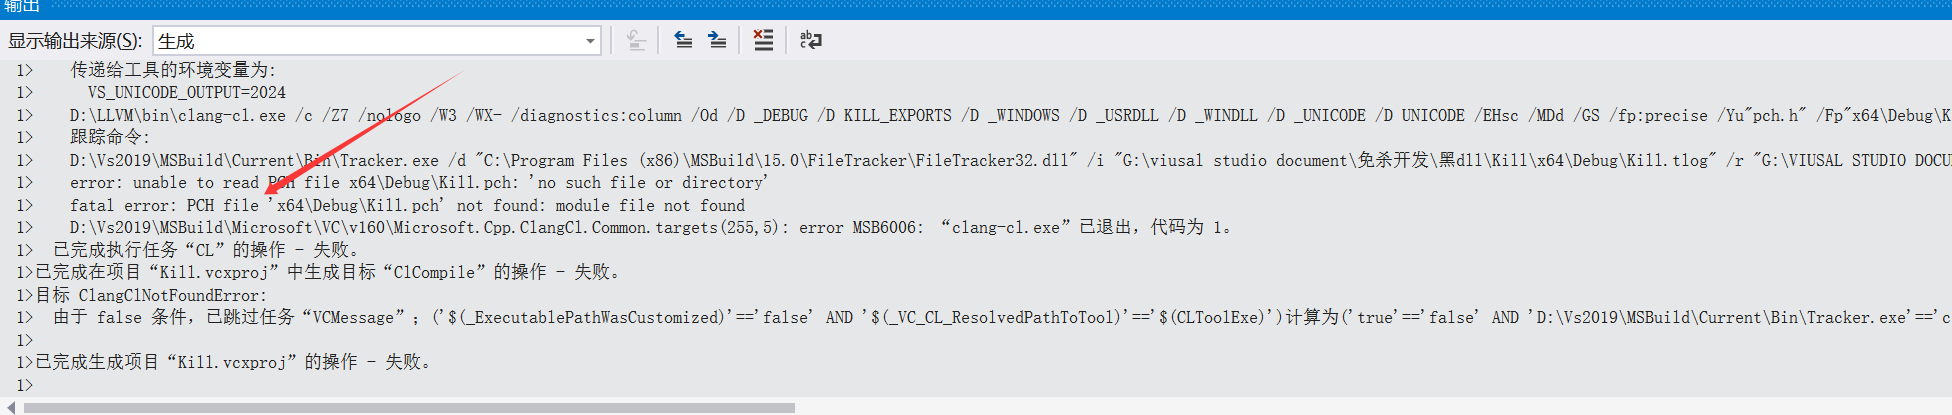 输出
显示输出来源(S): 生成
1>    传递给工具的环境变量为:
1>      VS_UNICODE_OUTPUT=2024
1>    D:\LLVM\bin\clang-cl.exe /c /Z7 /nologo /W3 /WX- /diagnostics:column /Od /D _DEBUG /D KILL_EXPORTS /D _WINDOWS /D _USRDLL /D _WINDLL /D _UNICODE /D UNICODE /EHsc /MDd /GS /fp:precise /Yu"pch.h" /Fp"x64\Debug\K
1>    跟踪命令:
1>    D:\Vs2019\MSBuild\Current\Bin\Tracker.exe /d "C:\Program Files (x86)\MSBuild\15.0\FileTracker\FileTracker32.dll" /i "G:\viusal studio document\免杀开发\黑dll\Kill\x64\Debug\Kill.tlog" /r "G:\VIUSAL STUDIO DOCU
1>    error: unable to read PCH file x64\Debug\Kill.pch: 'no such file or directory'
1>    fatal error: PCH file 'x64\Debug\Kill.pch' not found: module file not found
1>    D:\Vs2019\MSBuild\Microsoft\VC\v160\Microsoft.Cpp.ClangCl.Common.targets(255,5): error MSB6006: “clang-cl.exe”已退出，代码为 1。
1>  已完成执行任务“CL”的操作 - 失败。
1>已完成在项目“Kill.vcxproj”中生成目标“ClCompile”的操作 - 失败。
1>目标 ClangClNotFoundError:
1>  由于 false 条件，已跳过任务“VCMessage”；('$(_ExecutablePathWasCustomized)'=='false' AND '$(_VC_CL_ResolvedPathToTool)'=='$(CLToolExe)')计算为('true'=='false' AND 'D:\Vs2019\MSBuild\Current\Bin\Tracker.exe'=='c
1>
1>已完成生成项目“Kill.vcxproj”的操作 - 失败。
1>